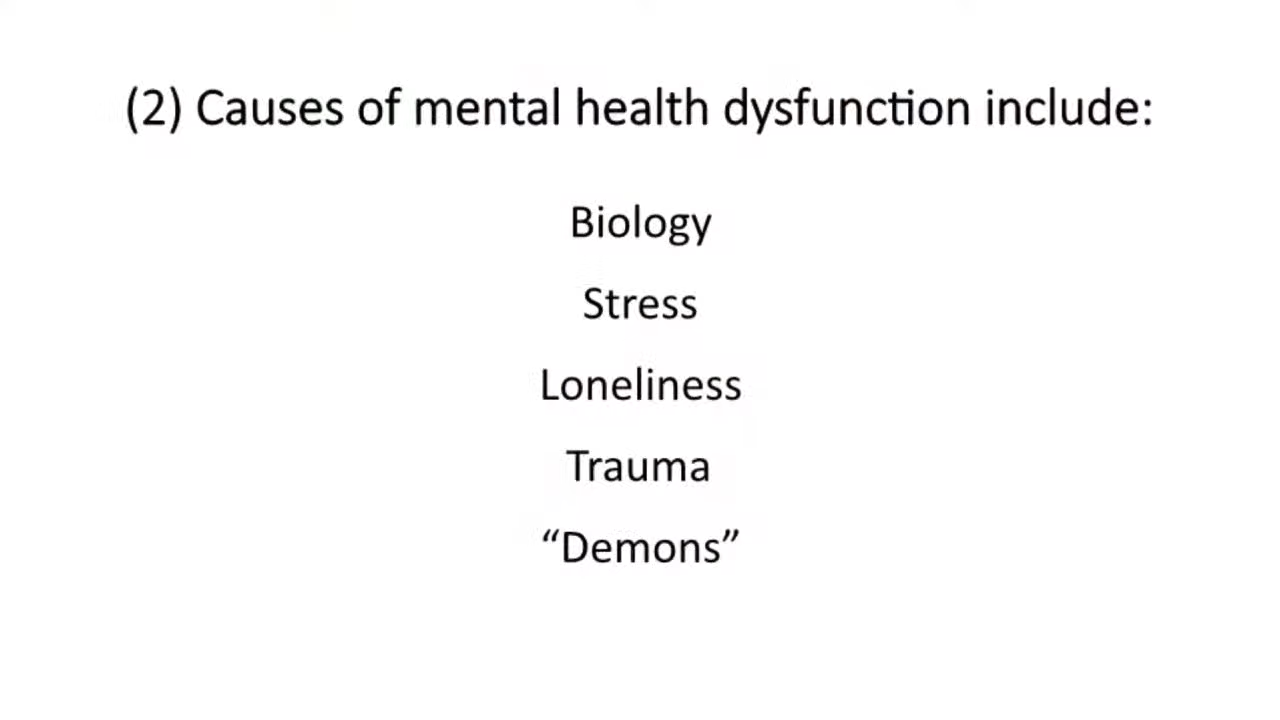 (2) Causes of mental health dysfunction include:
Biology
Stress
Loneliness
Trauma
“Demons”